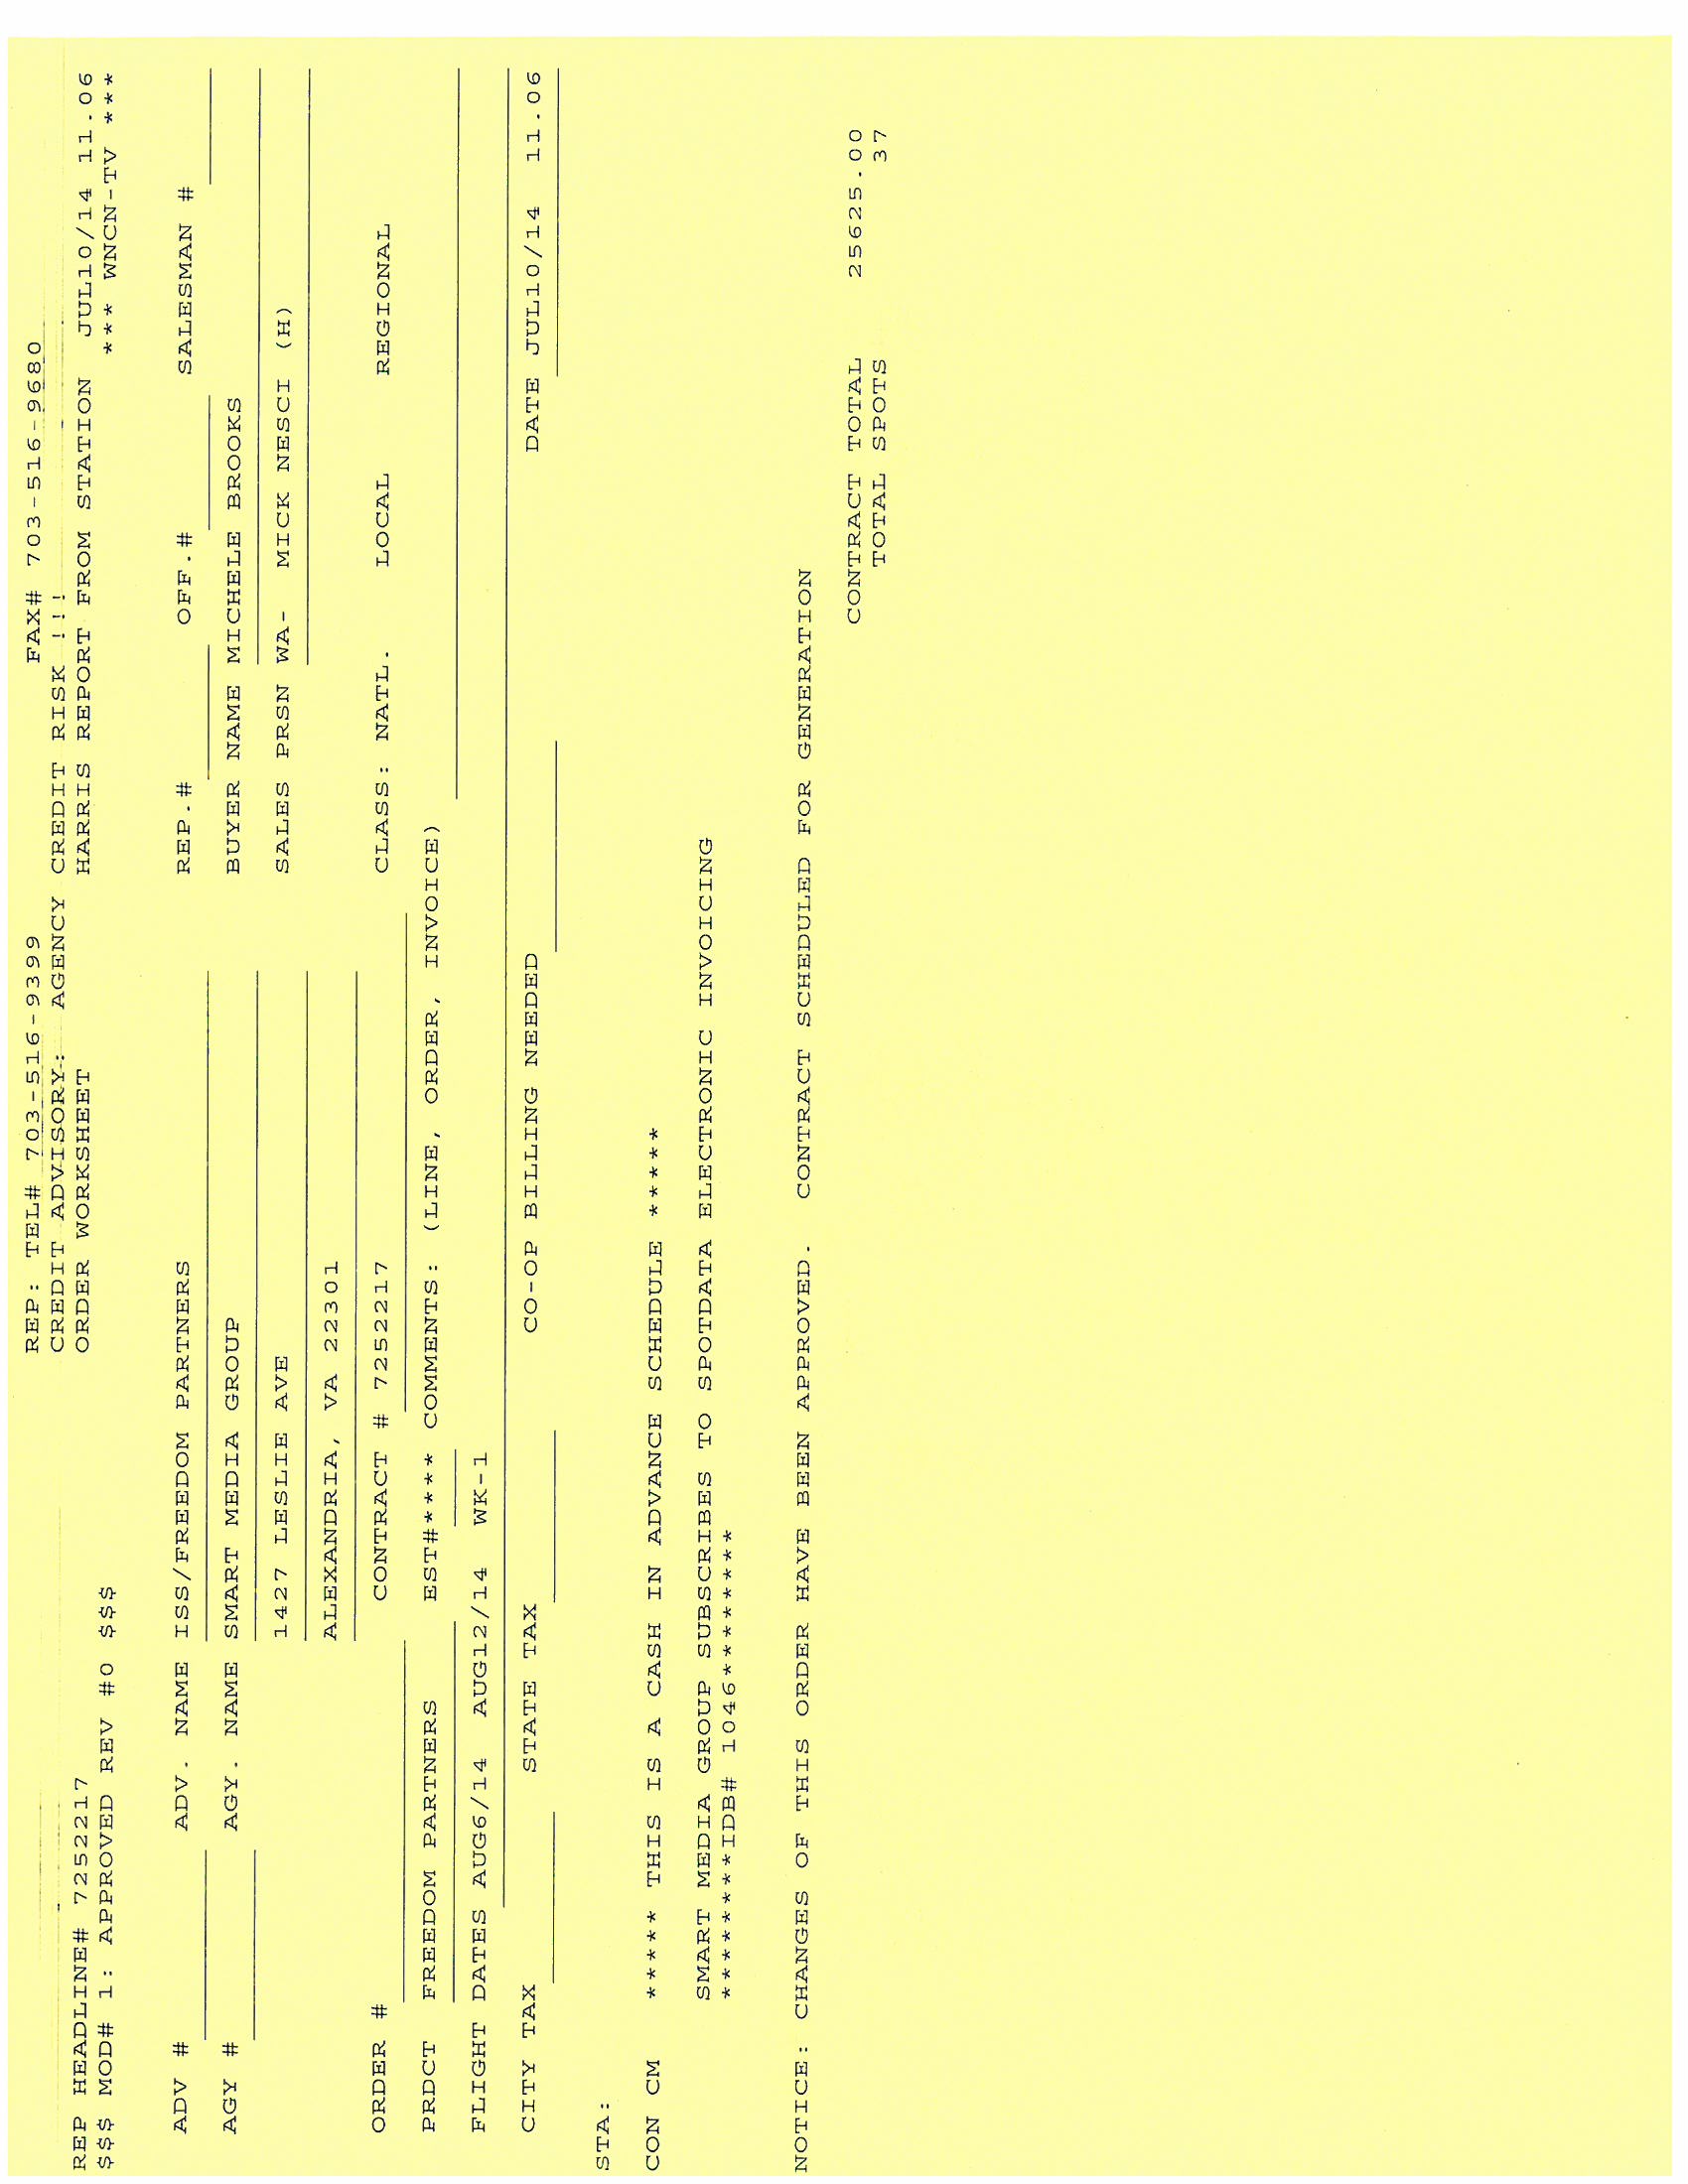 REP: TEL# 703-516-9399 FAX# 703-516-9680
CREDIT ADVISORY: AGENCY CREDIT RISK !!!
REP HEADLINE# 7252217 ORDER WORKSHEET HARRIS REPORT FROM STATION JUL10/14 11.06
$$$ MOD# 1: APPROVED REV #0 $$$ *** WNCN-TV ***
ADV # ADV. NAME ISS/FREEDOM PARTNERS REP.# OFF.# SALESMAN #
AGY # AGY. NAME SMART MEDIA GROUP BUYER NAME MICHELE BROOKS
1427 LESLIE AVE SALES PRSN WA- MICK NESCI (H)
ALEXANDRIA, VA 22301
ORDER # CONTRACT # 7252217 CLASS: NATL. LOCAL REGIONAL
PRDCT FREEDOM PARTNERS EST#**** COMMENTS: (LINE, ORDER, INVOICE)
FLIGHT DATES AUG6/14 AUG12/14 WK-1
CITY TAX STATE TAX CO-OP BILLING NEEDED DATE JUL10/14 11.06
STA:
CON CM ***** THIS IS A CASH IN ADVANCE SCHEDULE *****
SMART MEDIA GROUP SUBSCRIBES TO SPOTDATA ELECTRONIC INVOICING
*********IDB# 1046**********
NOTICE: CHANGES OF THIS ORDER HAVE BEEN APPROVED. CONTRACT SCHEDULED FOR GENERATION
CONTRACT TOTAL 25625.00
TOTAL SPOTS 37